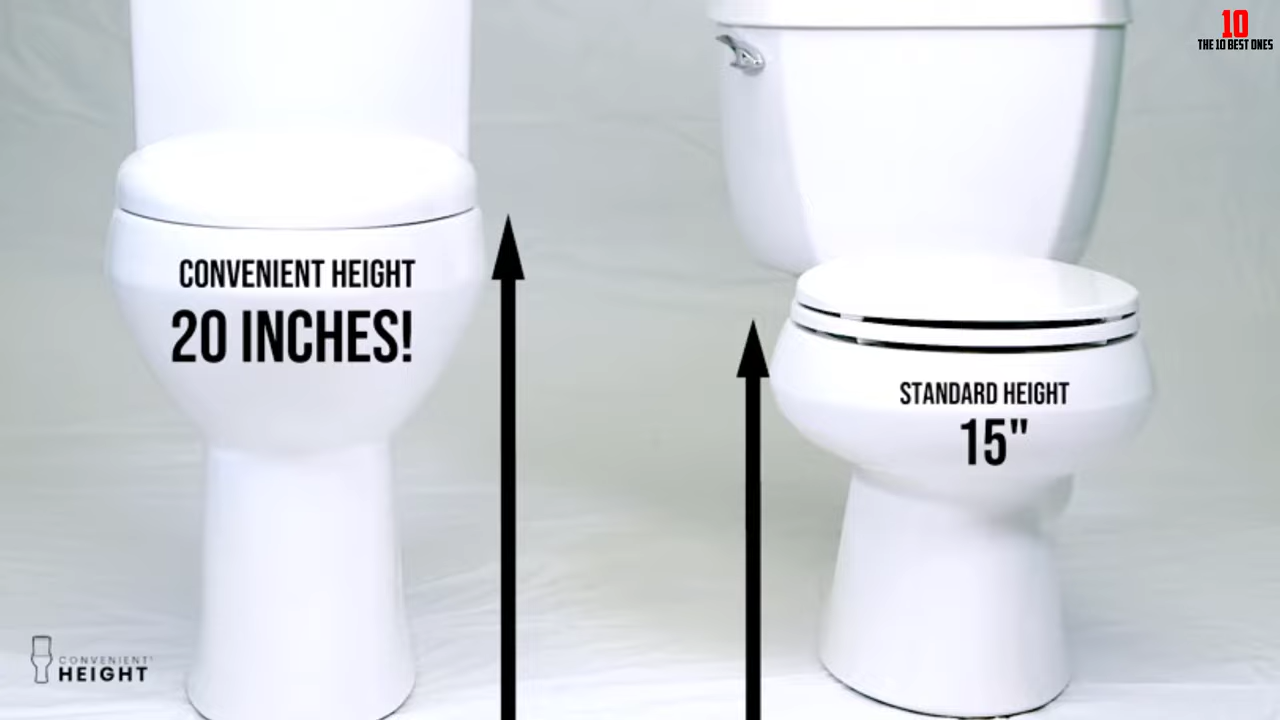 10
THE 10 BEST ONES
CONVENIENT HEIGHT
20 INCHES!
STANDARD HEIGHT
15"
CONVENIENT
HEIGHT